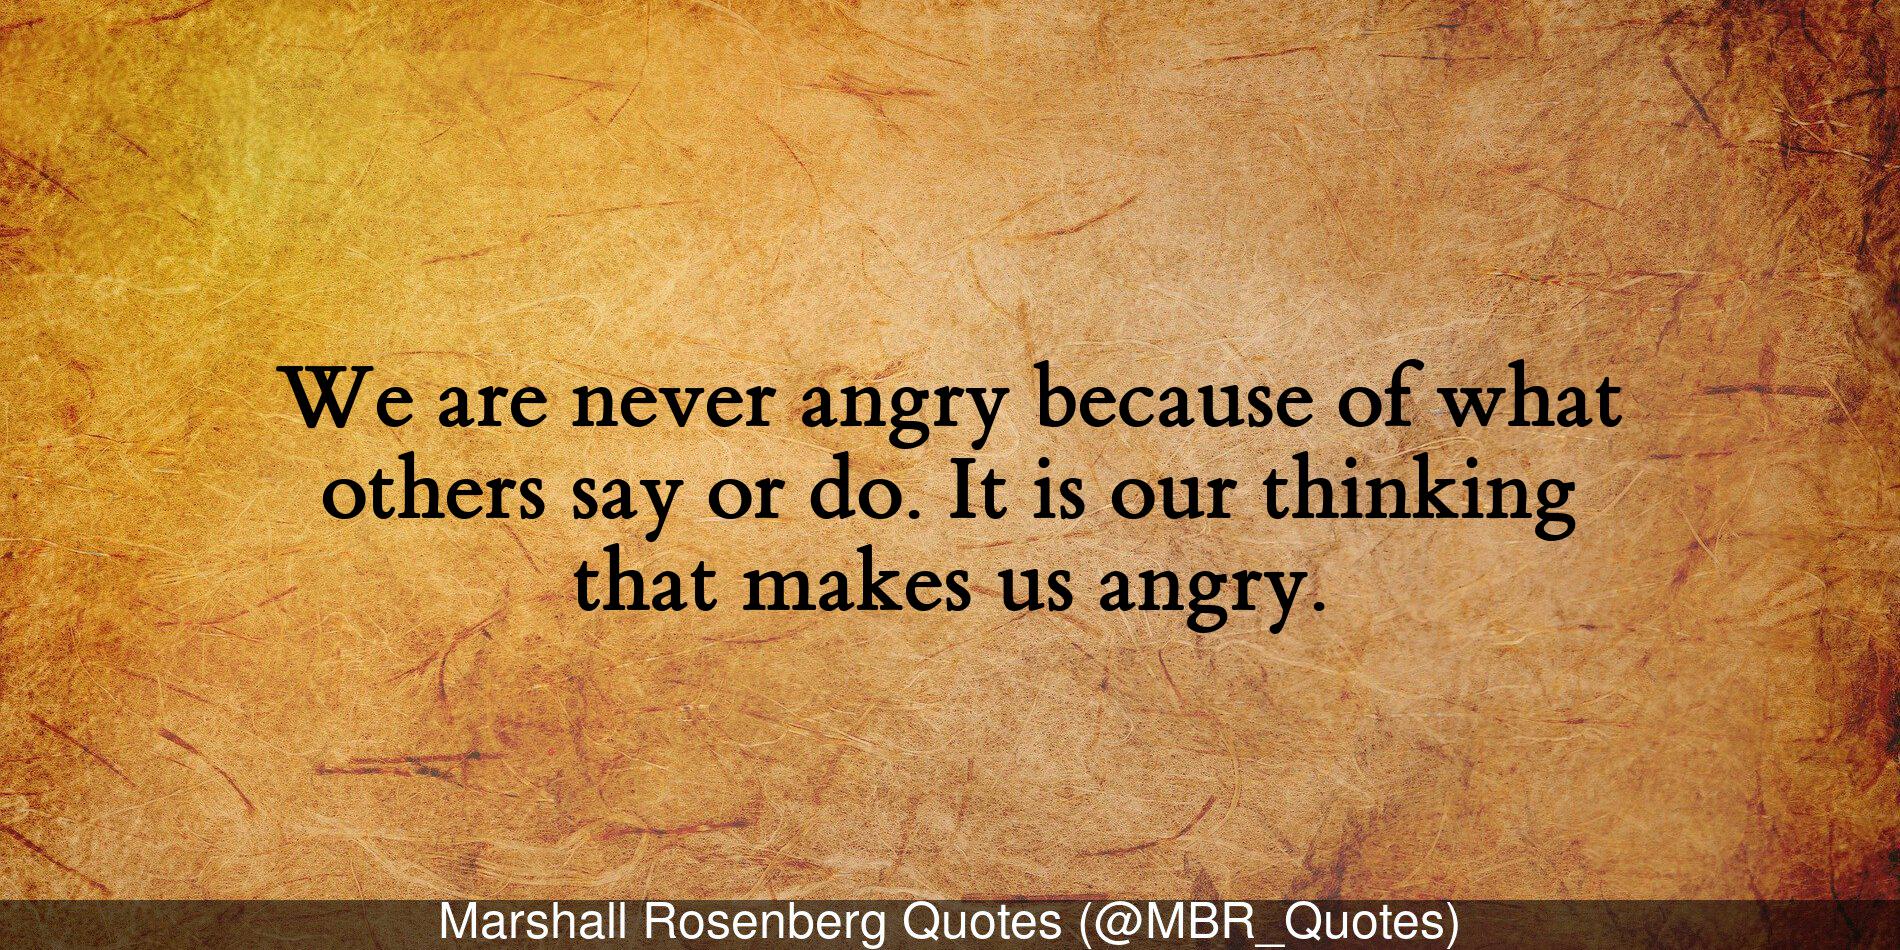 We are never angry because of what
others say or do. It is our thinking
that makes us angry.
Marshall Rosenberg Quotes (@MBR_Quotes)